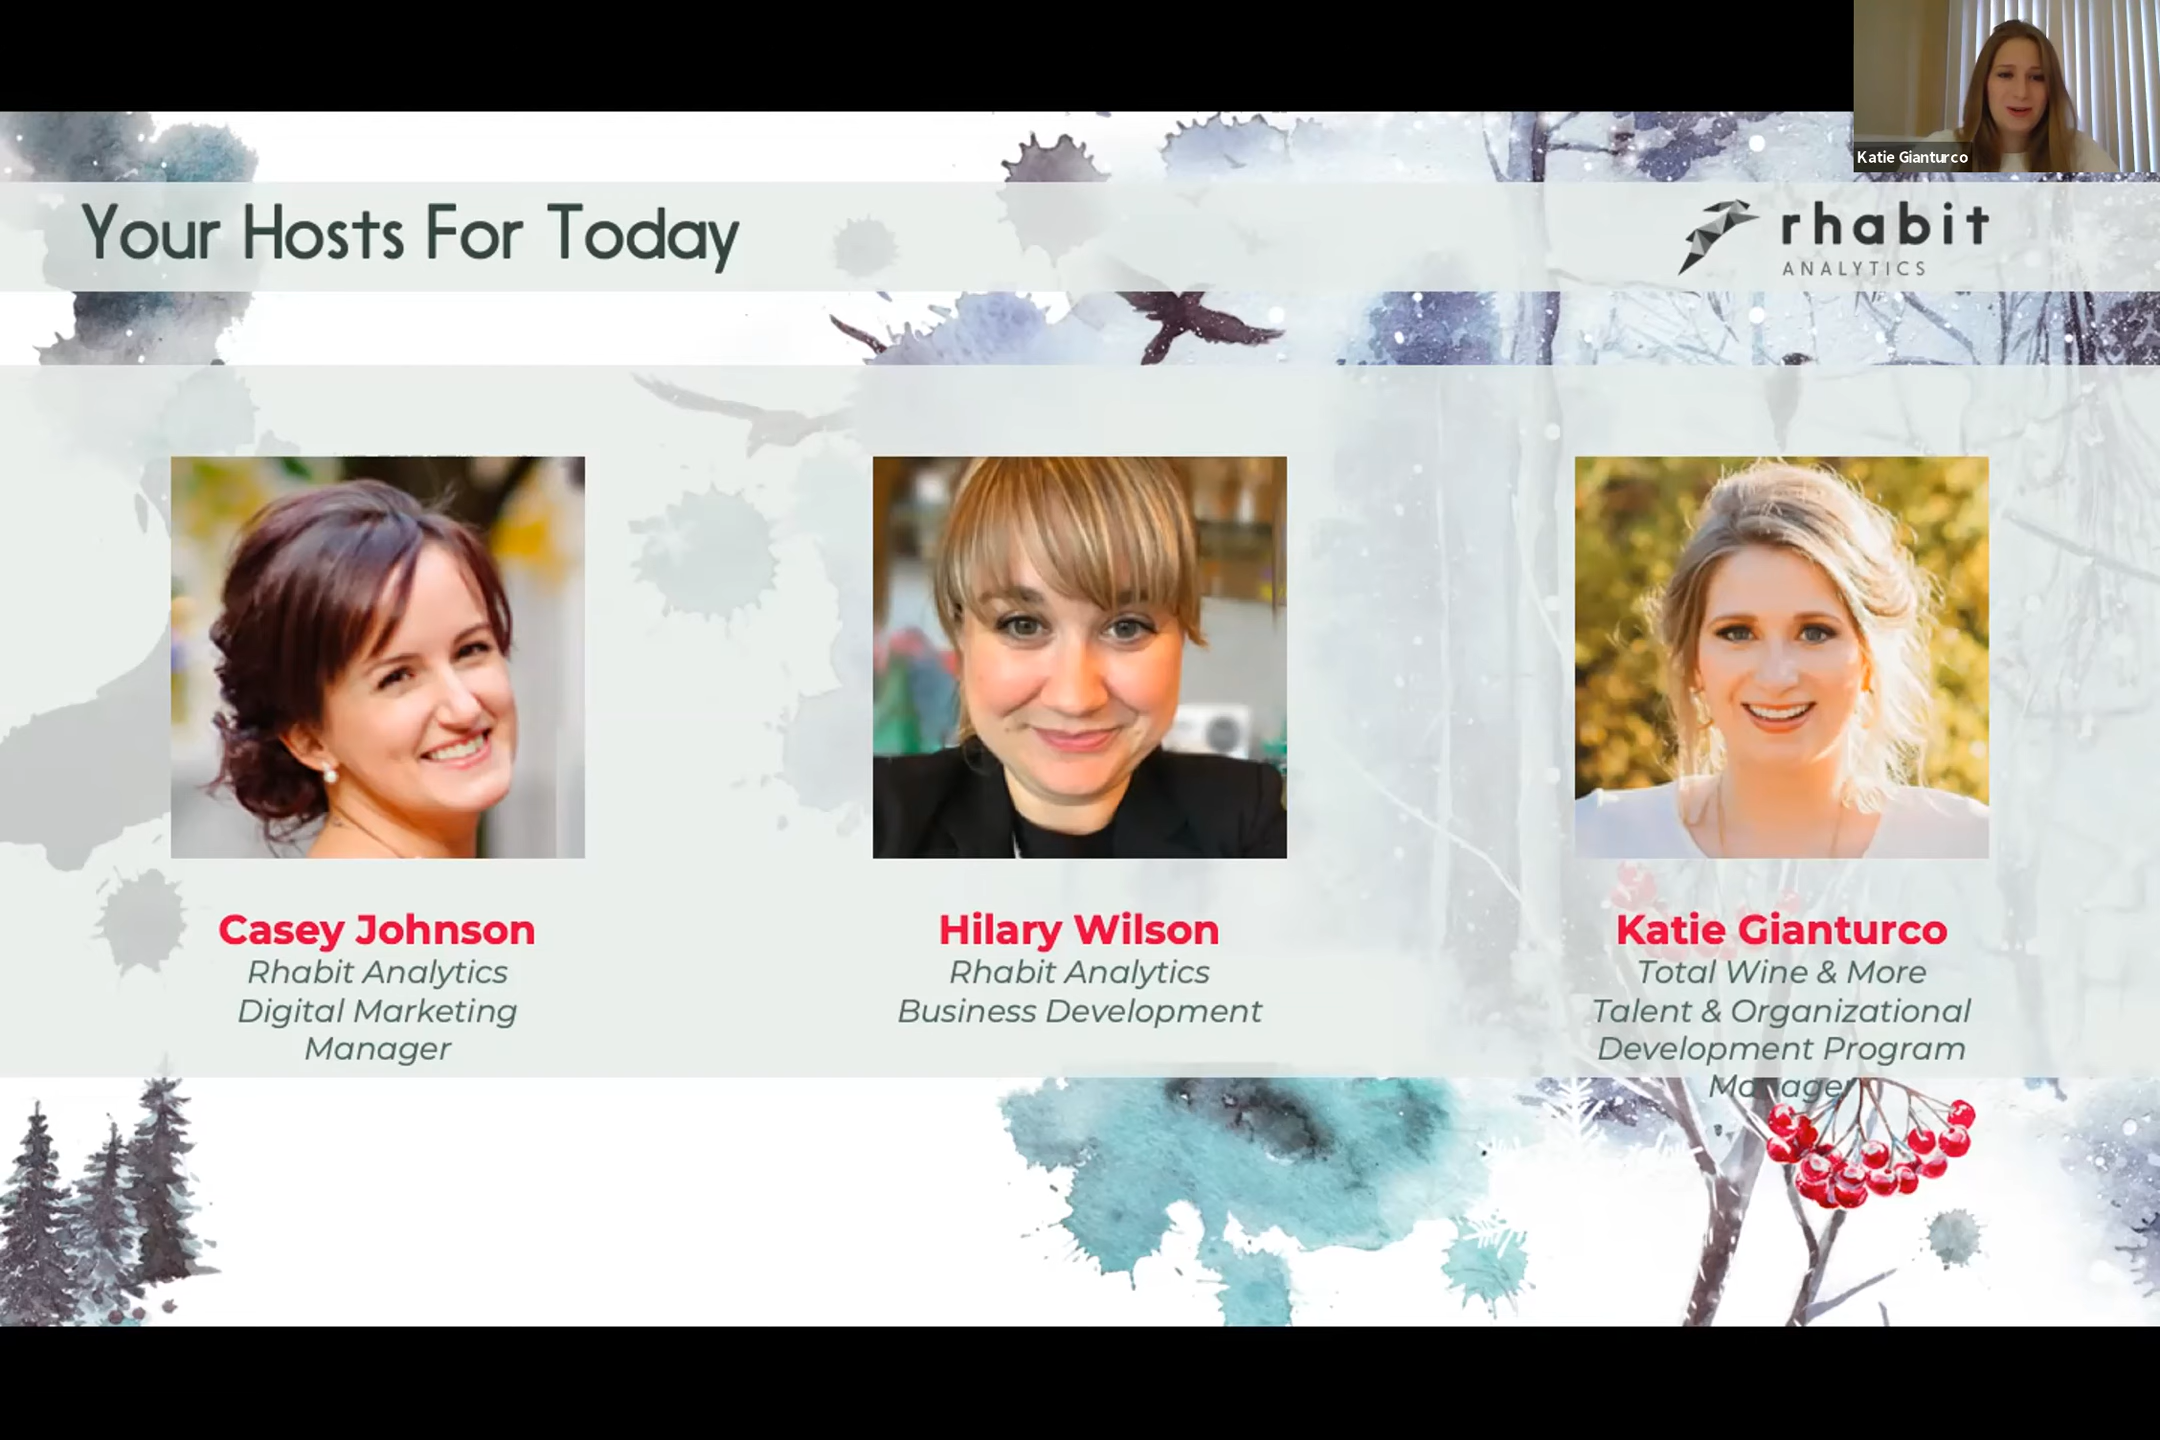 Katie Gianturco
Your Hosts For Today
rhabit
ANALYTICS
Casey Johnson
Rhabit Analytics
Digital Marketing
Manager
Hilary Wilson
Rhabit Analytics
Business Development
Katie Gianturco
Total Wine & More
Talent & Organizational
Development Program
Manager